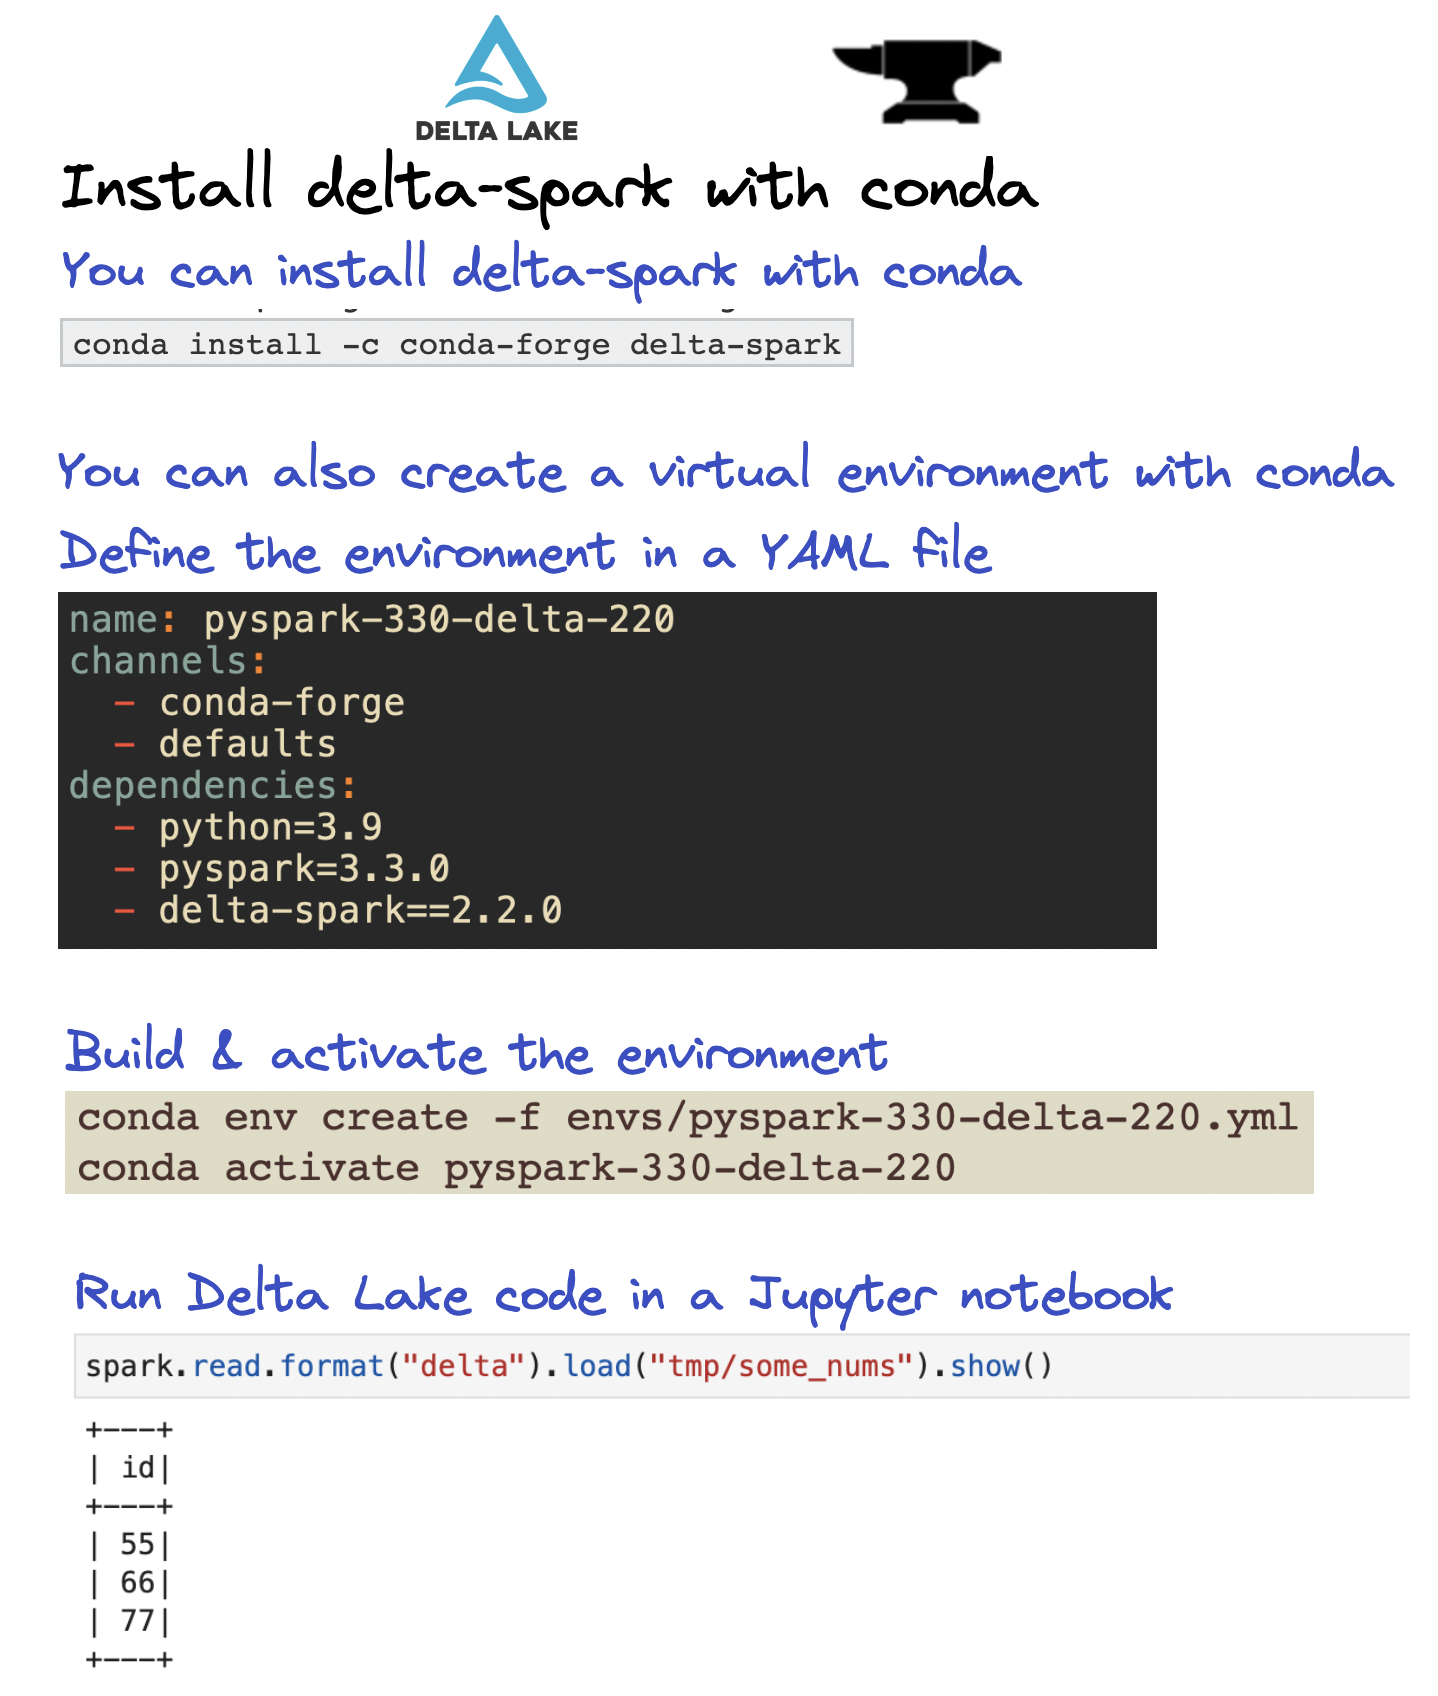 DELTA LAKE
Install delta-spark with conda
You can install delta-spark with conda
conda install -c conda-forge delta-spark
You can also create a virtual environment with conda
Define the environment in a YAML file
name: pyspark-330-delta-220
channels:
  - conda-forge
  - defaults
dependencies:
  - python=3.9
  - pyspark=3.3.0
  - delta-spark==2.2.0
Build & activate the environment
conda env create -f envs/pyspark-330-delta-220.yml
conda activate pyspark-330-delta-220
Run Delta Lake code in a Jupyter notebook
spark.read.format("delta").load("tmp/some_nums").show()
+---+
| id|
+---+
| 55|
| 66|
| 77|
+---+